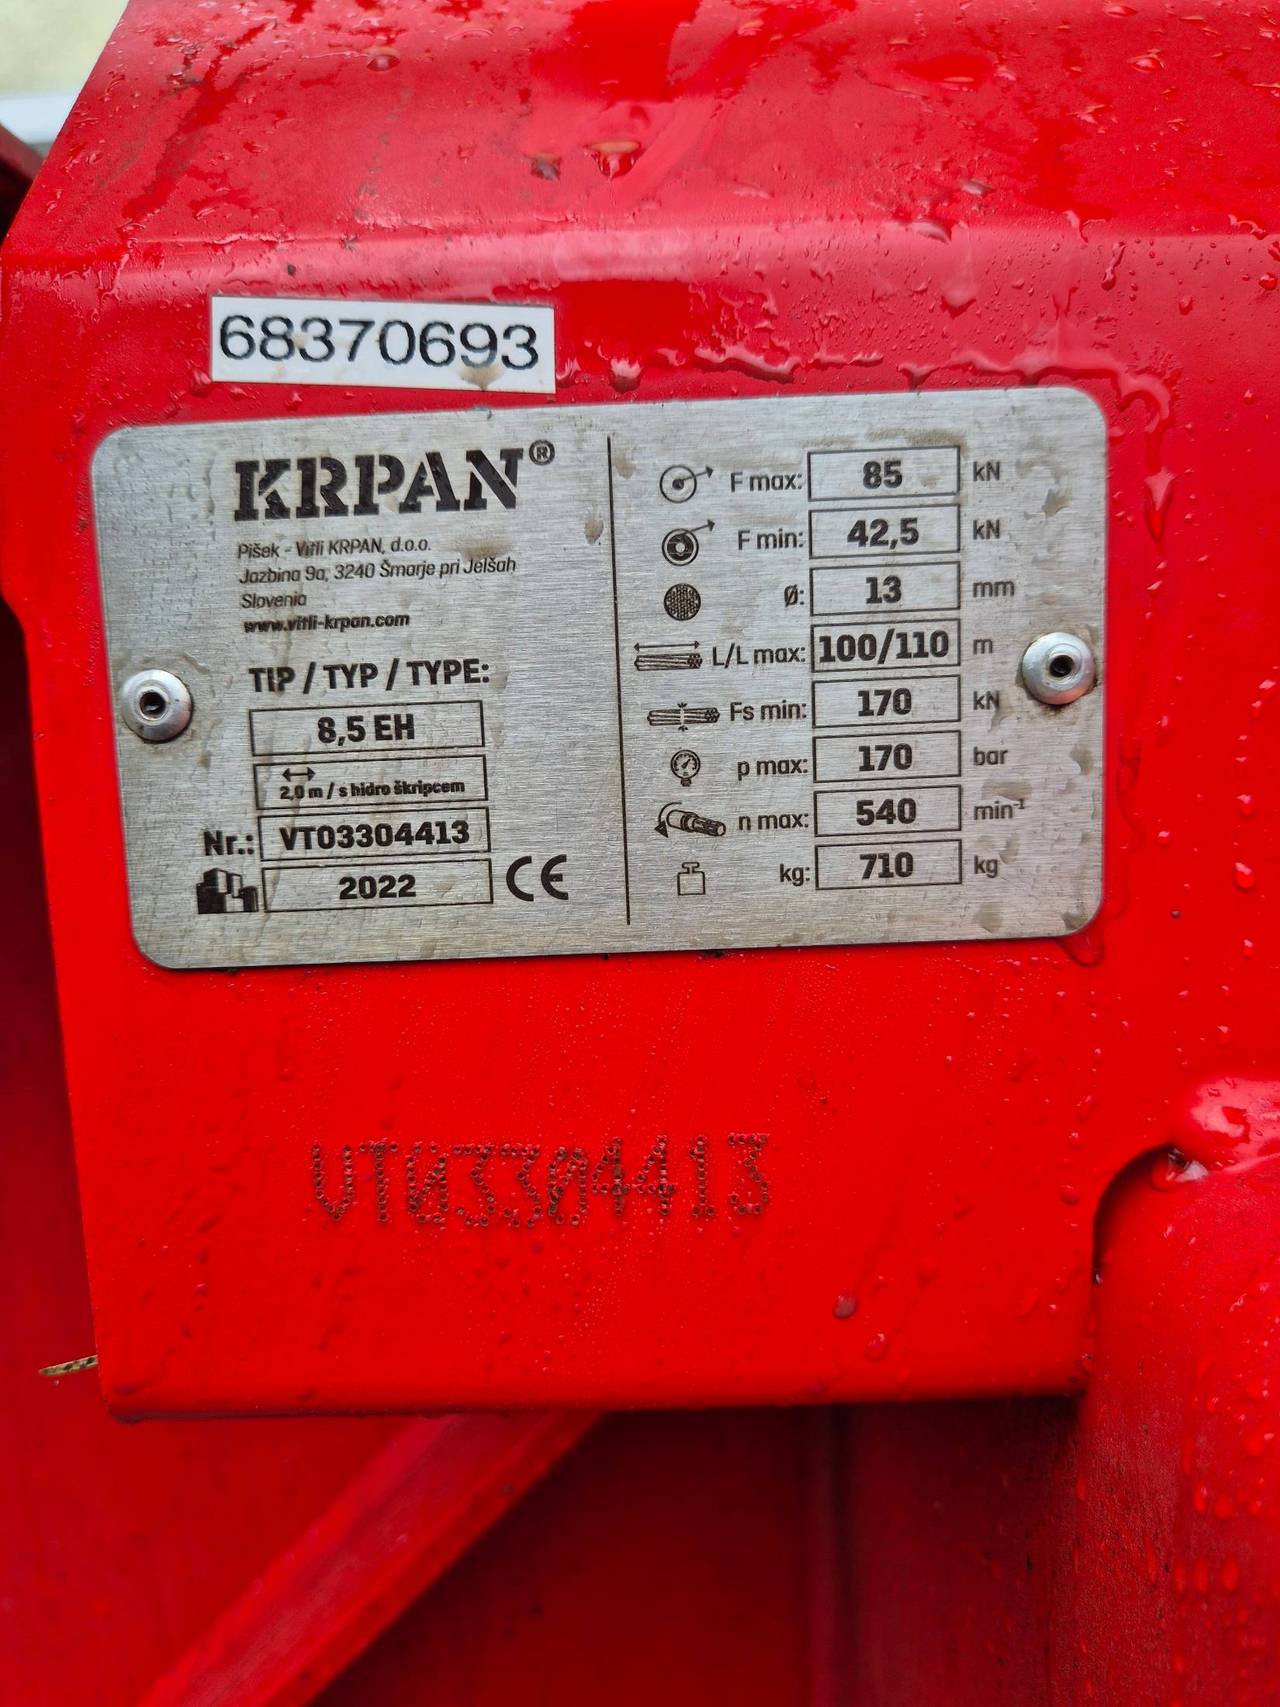 68370693
KRPAN®
Pišek - Vitli KRPAN, d.o.o.
Jazbina 9a, 3240 Šmarje pri Jelšah
Slovenia
www.vitli-krpan.com
TIP / TYP / TYPE:
8,5 EH
2,0 m / s hidro škripcem
Nr.: VT03304413
2022 CE
F max: 85 kN
F min: 42,5 kN
Ø: 13 mm
L/L max: 100/110 m
Fs min: 170 kN
p max: 170 bar
n max: 540 min⁻¹
kg: 710 kg
VT03304413